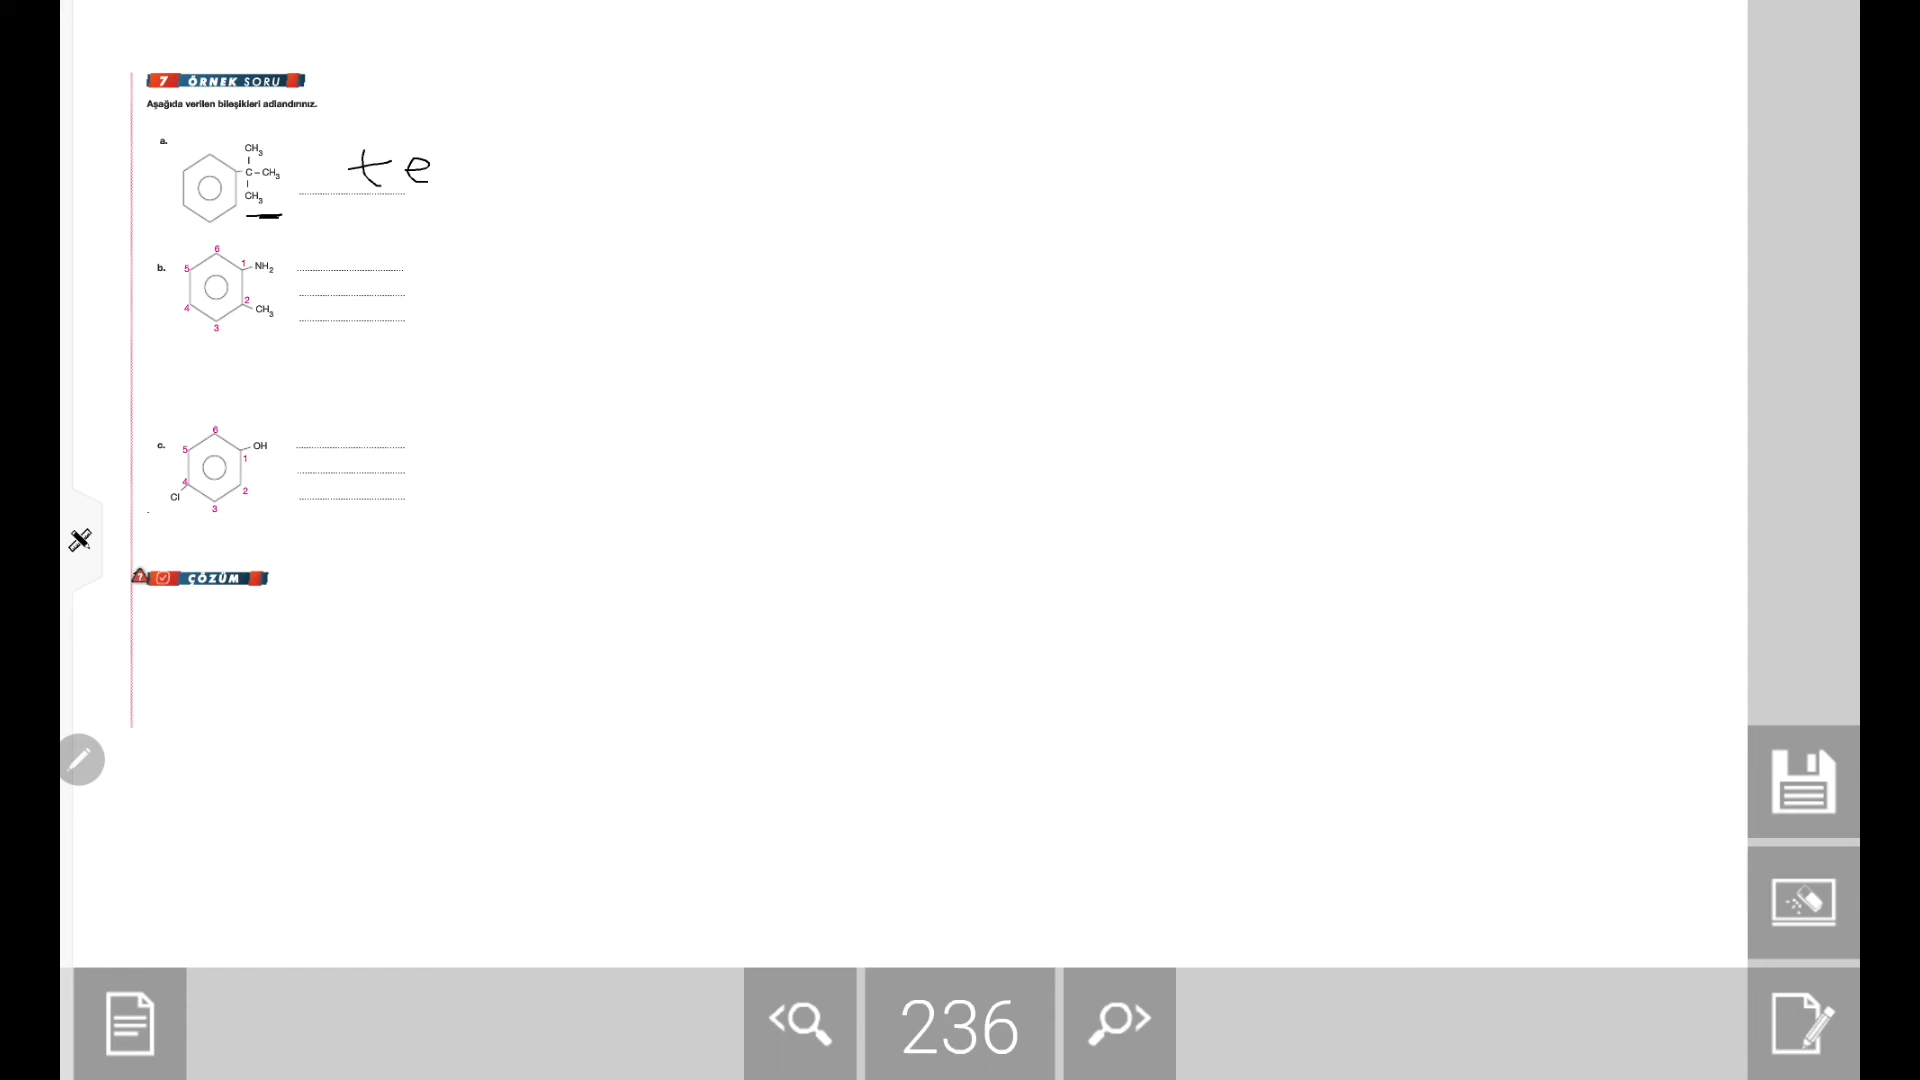 7 ÖRNEK SORU
Aşağıda verilen bileşikleri adlandırınız.
a.
CH3
C–CH3
CH3
te
b.
6
5
1
NH2
4
2
CH3
3
c.
6
5
OH
1
4
2
Cl
3
ÇÖZÜM
236